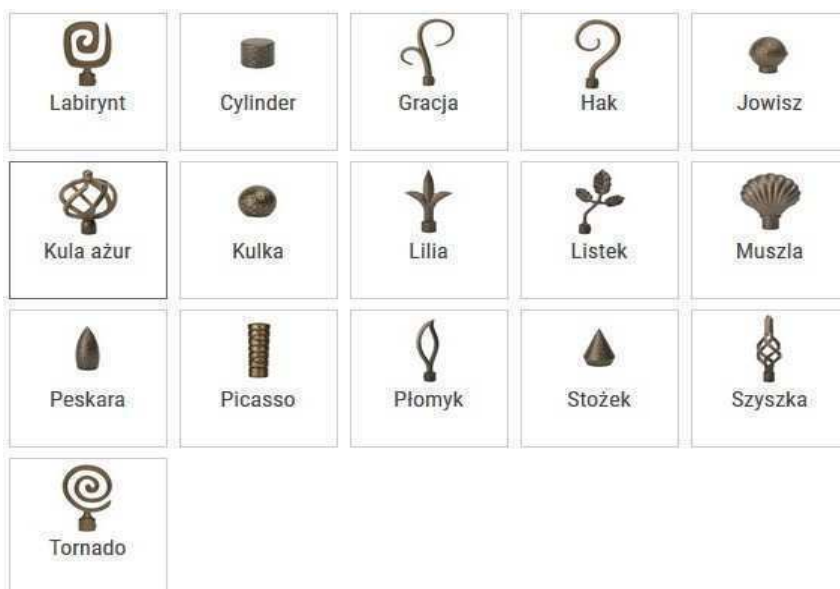 Labirynt
Cylinder
Gracja
Hak
Jowisz
Kula ażur
Kulka
Lilia
Listek
Muszla
Peskara
Picasso
Płomyk
Stożek
Szyszka
Tornado